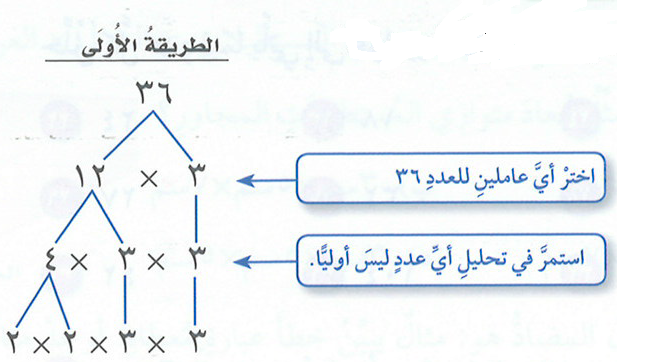 الطريقةُ الأُولَى
٣٦
١٢ × ٣
اخترْ أيَّ عاملينِ للعددِ ٣٦
٤ × ٣ × ٣
استمرَّ في تحليلِ أيِّ عددٍ ليسَ أوليًّا.
٢ × ٢ × ٣ × ٣